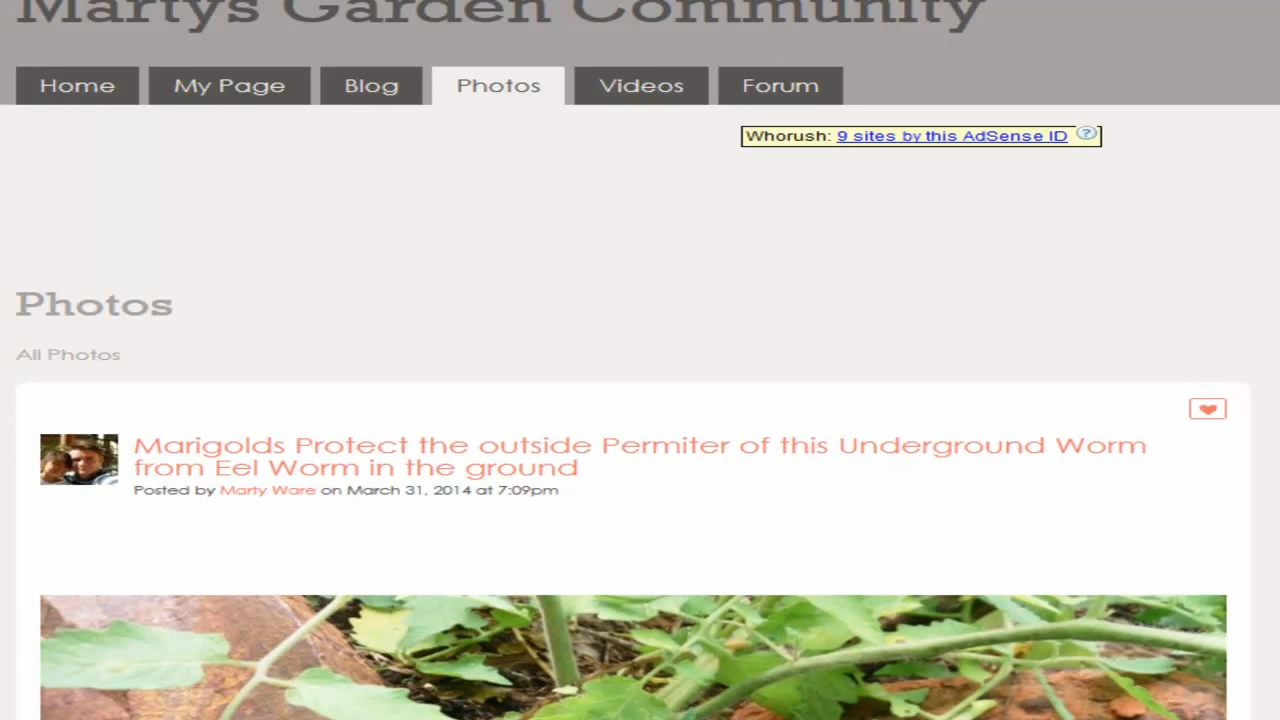 Martys Garden Community
Home
My Page
Blog
Photos
Videos
Forum
Whorush: 9 sites by this AdSense ID ?
Photos
All Photos
Marigolds Protect the outside Permiter of this Underground Worm
from Eel Worm in the ground
Posted by Marty Ware on March 31, 2014 at 7:09pm